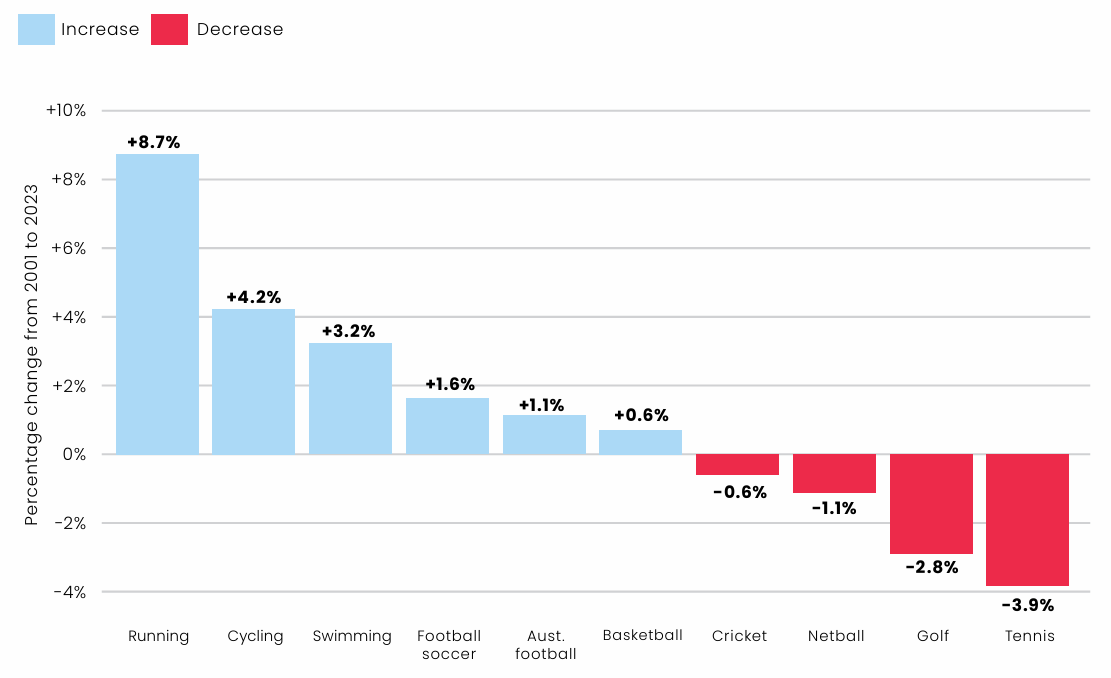 Increase
Decrease
Percentage change from 2001 to 2023
+10%
+8%
+6%
+4%
+2%
0%
-2%
-4%
+8.7%
+4.2%
+3.2%
+1.6%
+1.1%
+0.6%
-0.6%
-1.1%
-2.8%
-3.9%
Running
Cycling
Swimming
Football
soccer
Aust.
football
Basketball
Cricket
Netball
Golf
Tennis